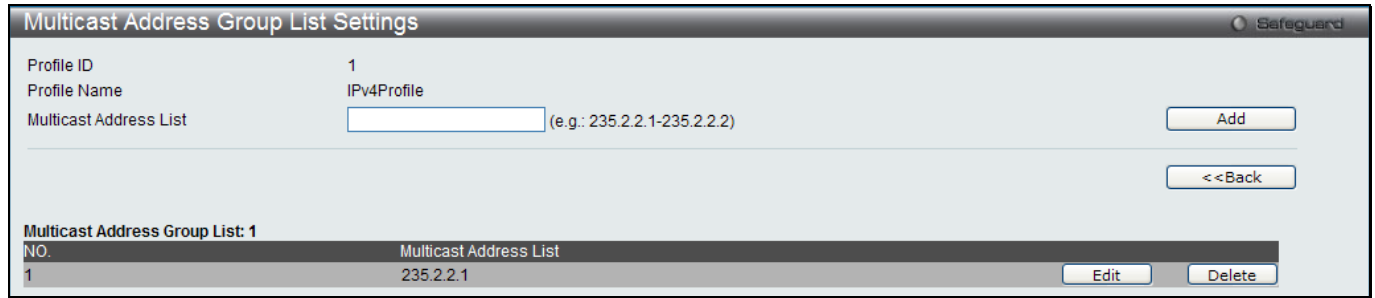 Multicast Address Group List Settings
Safeguard
Profile ID 1
Profile Name IPv4Profile
Multicast Address List (e.g.: 235.2.2.1-235.2.2.2) Add
<<Back
Multicast Address Group List: 1
NO. Multicast Address List
1 235.2.2.1 Edit Delete